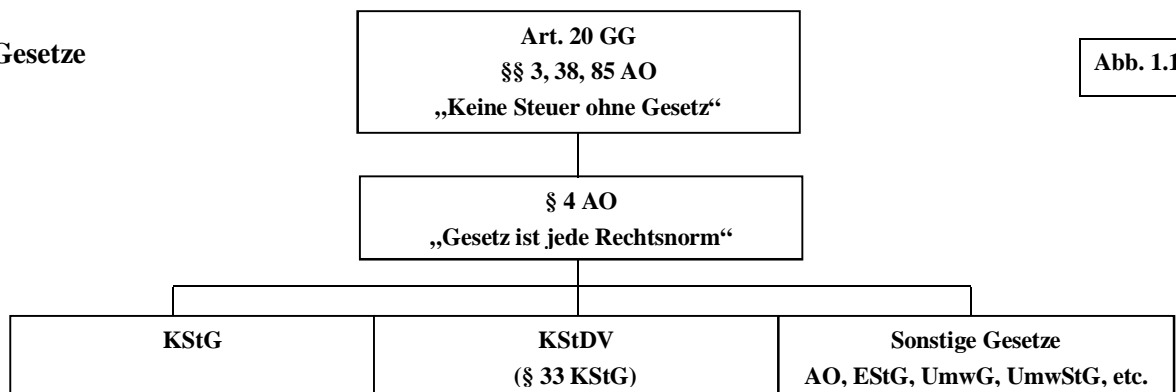 Gesetze
Art. 20 GG
§§ 3, 38, 85 AO
„Keine Steuer ohne Gesetz“
Abb. 1.1
§ 4 AO
„Gesetz ist jede Rechtsnorm“
KStG
KStDV
(§ 33 KStG)
Sonstige Gesetze
AO, EStG, UmwG, UmwStG, etc.